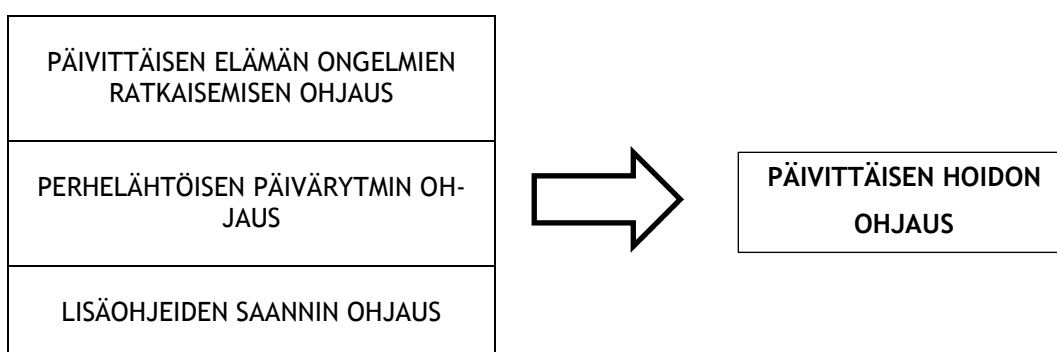 PÄIVITTÄISEN ELÄMÄN ONGELMIEN
RATKAISEMISEN OHJAUS
PERHELÄHTÖISEN PÄIVÄRYTMIN OH-
JAUS
LISÄOHJEIDEN SAANNIN OHJAUS
PÄIVITTÄISEN HOIDON
OHJAUS